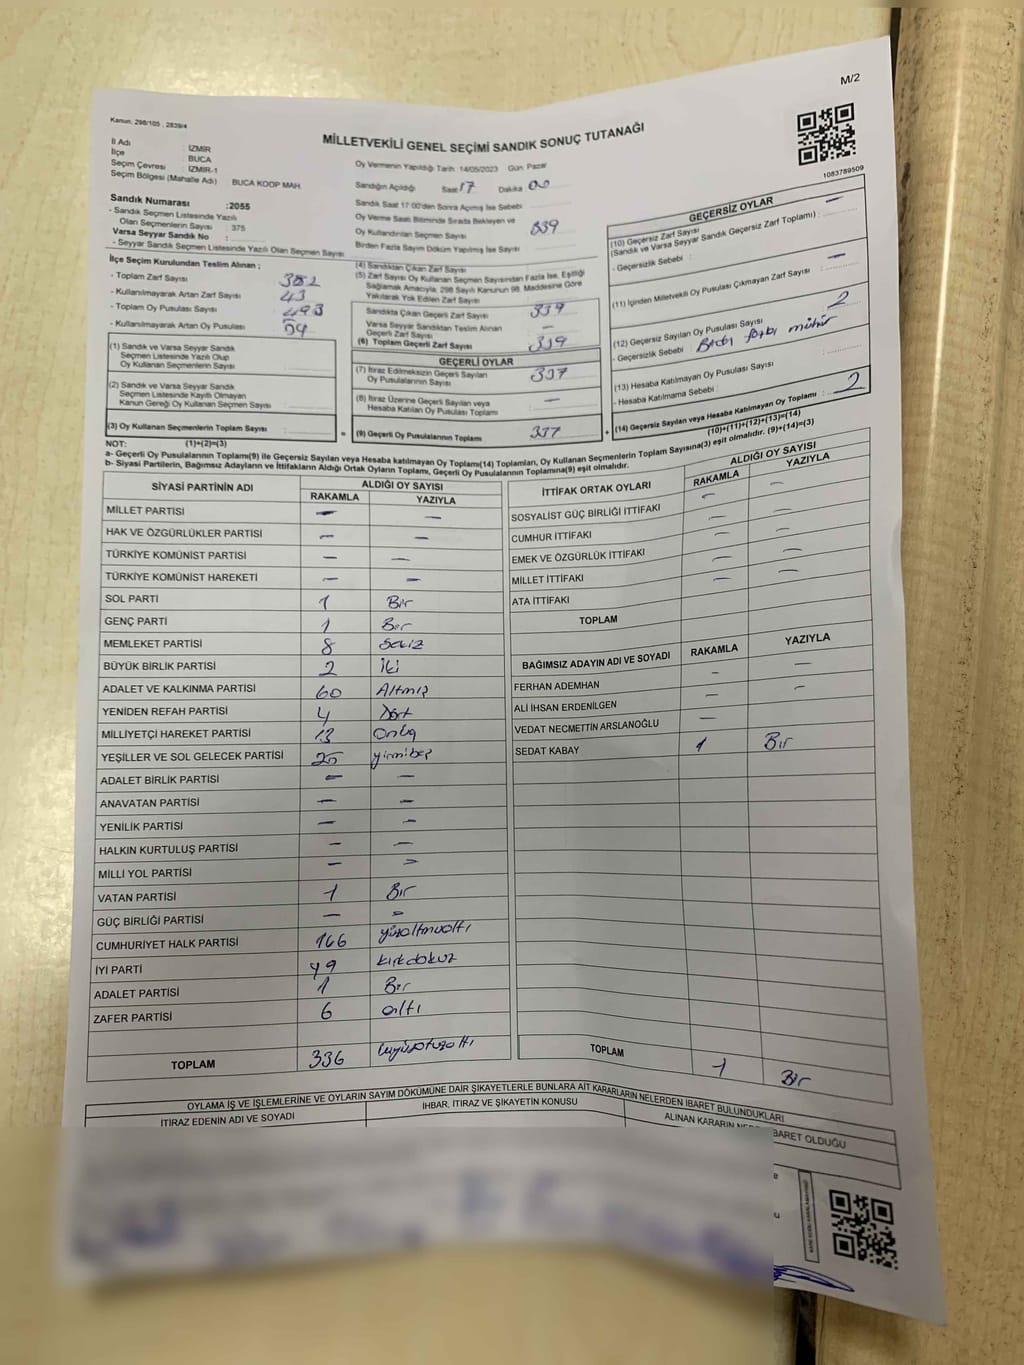 M/2
Kanun, 298/105 , 2839/4
MİLLETVEKİLİ GENEL SEÇİMİ SANDIK SONUÇ TUTANAĞI
1083789509
İl Adı : İZMİR
İlçe : BUCA
Seçim Çevresi : İZMİR-1
Seçim Bölgesi (Mahalle Adı) BUCA KOOP MAH.
Sandık Numarası :2055
- Sandık Seçmen Listesinde Yazılı
Olan Seçmenlerin Sayısı : 375
Varsa Seyyar Sandık No :
- Seyyar Sandık Seçmen Listesinde Yazılı Olan Seçmen Sayısı
İlçe Seçim Kurulundan Teslim Alınan ;
- Toplam Zarf Sayısı
- Kullanılmayarak Artan Zarf Sayısı 43
- Toplam Oy Pusulası Sayısı
- Kullanılmayarak Artan Oy Pusulası
(1) Sandık ve Varsa Seyyar Sandık
Seçmen Listesinde Yazılı Olup
Oy Kullanan Seçmenlerin Sayısı :
(2) Sandık ve Varsa Seyyar Sandık
Seçmen Listesinde Kayıtlı Olmayan
Kanun Gereği Oy Kullanan Seçmen Sayısı :
(3) Oy Kullanan Seçmenlerin Toplam Sayısı :
Oy Vermenin Yapıldığı Tarih: 14/05/2023 Gün: Pazar
Sandığın Açıldığı Saat 17 Dakika 00
Sandık Saat 17:00'den Sonra Açımış İse Sebebi
Oy Verme Saati Bitiminde Sırada Bekleyen ve
Oy Kullandırılan Seçmen Sayısı 339
Birden Fazla Sayım Döküm Yapılmış İse Sayısı
(4) Sandıktan Çıkan Zarf Sayısı
(5) Zarf Sayısı Oy Kullanan Seçmen Sayısından Fazla İse, Eşitliği
Sağlamak Amacıyla, 298 Sayılı Kanunun 98. Maddesine Göre
Yakılarak Yok Edilen Zarf Sayısı :
Sandıkta Çıkan Geçerli Zarf Sayısı 339
Varsa Seyyar Sandıktan Teslim Alınan
Geçerli Zarf Sayısı : —
(6) Toplam Geçerli Zarf Sayısı 339
GEÇERLİ OYLAR
(7) İtiraz Edilmeksizin Geçerli Sayılan
Oy Pusulalarının Sayısı : 337
(8) İtiraz Üzerine Geçerli Sayılan veya
Hesaba Katılan Oy Pusulası Toplamı —
= (9) Geçerli Oy Pusulalarının Toplamı 337
GEÇERSİZ OYLAR
(10) Geçersiz Zarf Sayısı
(Sandık ve Varsa Seyyar Sandık Geçersiz Zarf Toplamı) : —
- Geçersizlik Sebebi :
(11) İçinden Milletvekili Oy Pusulası Çıkmayan Zarf Sayısı —
(12) Geçersiz Sayılan Oy Pusulası Sayısı 2
- Geçersizlik Sebebi : mühür
(13) Hesaba Katılmayan Oy Pusulası Sayısı
- Hesaba Katılmama Sebebi :
+ (14) Geçersiz Sayılan veya Hesaba Katılmayan Oy Toplamı : 2
(10)+(11)+(12)+(13)=(14)
NOT: (1)+(2)=(3)
a- Geçerli Oy Pusulalarının Toplamı(9) ile Geçersiz Sayılan veya Hesaba katılmayan Oy Toplamı(14) Toplamları, Oy Kullanan Seçmenlerin Toplam Sayısına(3) eşit olmalıdır. (9)+(14)=(3)
b- Siyasi Partilerin, Bağımsız Adayların ve İttifakların Aldığı Ortak Oyların Toplamı, Geçerli Oy Pusulalarının Toplamına(9) eşit olmalıdır.
SİYASİ PARTİNİN ADI ALDIĞI OY SAYISI
RAKAMLA YAZIYLA
MİLLET PARTİSİ — —
HAK VE ÖZGÜRLÜKLER PARTİSİ — —
TÜRKİYE KOMÜNİST PARTİSİ — —
TÜRKİYE KOMÜNİST HAREKETİ — —
SOL PARTİ 1 Bir
GENÇ PARTİ 1 Bir
MEMLEKET PARTİSİ 8 Sekiz
BÜYÜK BİRLİK PARTİSİ 2 İki
ADALET VE KALKINMA PARTİSİ 60 Altmış
YENİDEN REFAH PARTİSİ 4 Dört
MİLLİYETÇİ HAREKET PARTİSİ 13 Onüç
YEŞİLLER VE SOL GELECEK PARTİSİ 25 yirmibeş
ADALET BİRLİK PARTİSİ — —
ANAVATAN PARTİSİ — —
YENİLİK PARTİSİ — —
HALKIN KURTULUŞ PARTİSİ — —
MİLLİ YOL PARTİSİ — —
VATAN PARTİSİ 1 Bir
GÜÇ BİRLİĞİ PARTİSİ — —
CUMHURİYET HALK PARTİSİ 166 yüzaltmışaltı
İYİ PARTİ 49 kırkdokuz
ADALET PARTİSİ 1 Bir
ZAFER PARTİSİ 6 altı
TOPLAM 336 üçyüzotuzaltı
İTTİFAK ORTAK OYLARI ALDIĞI OY SAYISI
RAKAMLA YAZIYLA
SOSYALİST GÜÇ BİRLİĞİ İTTİFAKI — —
CUMHUR İTTİFAKI — —
EMEK VE ÖZGÜRLÜK İTTİFAKI — —
MİLLET İTTİFAKI — —
ATA İTTİFAKI — —
TOPLAM
BAĞIMSIZ ADAYIN ADI VE SOYADI RAKAMLA YAZIYLA
FERHAN ADEMHAN — —
ALİ İHSAN ERDENİLGEN — —
VEDAT NECMETTİN ARSLANOĞLU —
SEDAT KABAY 1 Bir
TOPLAM 1 Bir
OYLAMA İŞ VE İŞLEMLERİNE VE OYLARIN SAYIM DÖKÜMÜNE DAİR ŞİKAYETLERLE BUNLARA AİT KARARLARIN NELERDEN İBARET BULUNDUKLARI
İTİRAZ EDENİN ADI VE SOYADI İHBAR, İTİRAZ VE ŞİKAYETİN KONUSU ALINAN KARARIN İBARET OLDUĞU